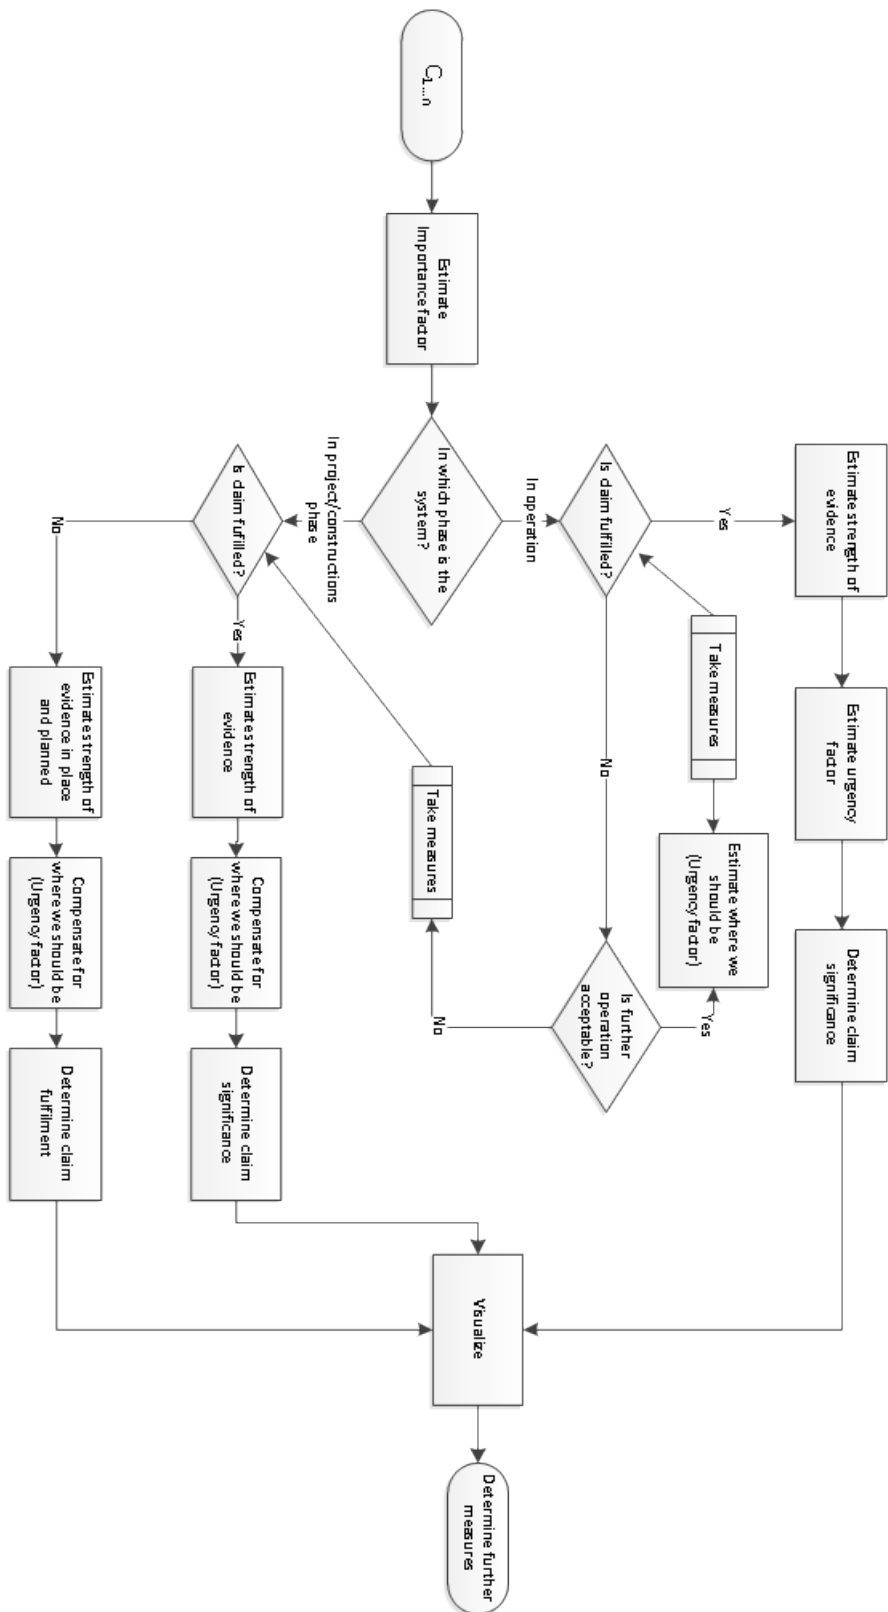 C1...n
Estimate
Importance factor
In which phase is the
system?
In operation
Is claim fulfilled?
Yes
Estimate strength of
evidence
Estimate urgency
factor
Determine claim
significance
Take measures
Estimate where we
should be
(Urgency factor)
No
Is further
operation
acceptable?
Yes
No
Take measures
In project/constructions
phase
Is claim fulfilled?
Yes
Estimate strength of
evidence
Compensate for
where we should be
(Urgency factor)
Determine claim
significance
No
Estimate strength of
evidence in place
and planned
Compensate for
where we should be
(Urgency factor)
Determine claim
fulfilment
Visualize
Determine further
measures